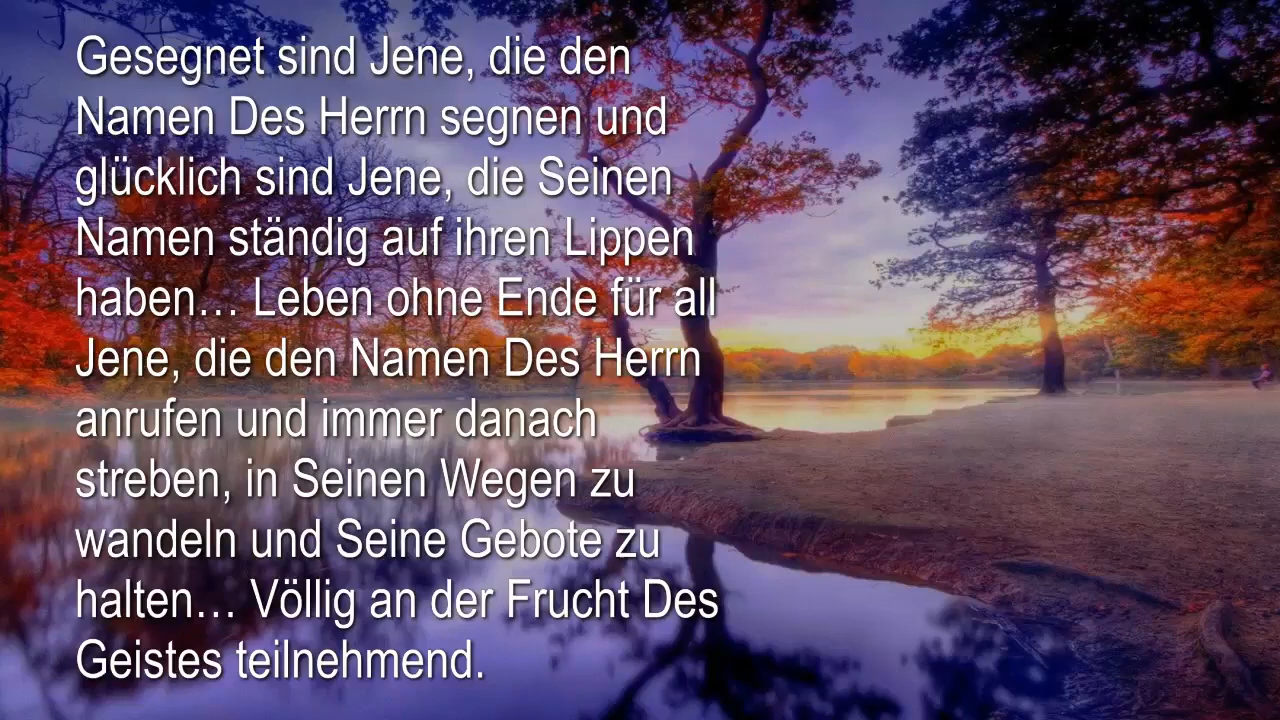 Gesegnet sind Jene, die den
Namen Des Herrn segnen und
glücklich sind Jene, die Seinen
Namen ständig auf ihren Lippen
haben… Leben ohne Ende für all
Jene, die den Namen Des Herrn
anrufen und immer danach
streben, in Seinen Wegen zu
wandeln und Seine Gebote zu
halten… Völlig an der Frucht Des
Geistes teilnehmend.